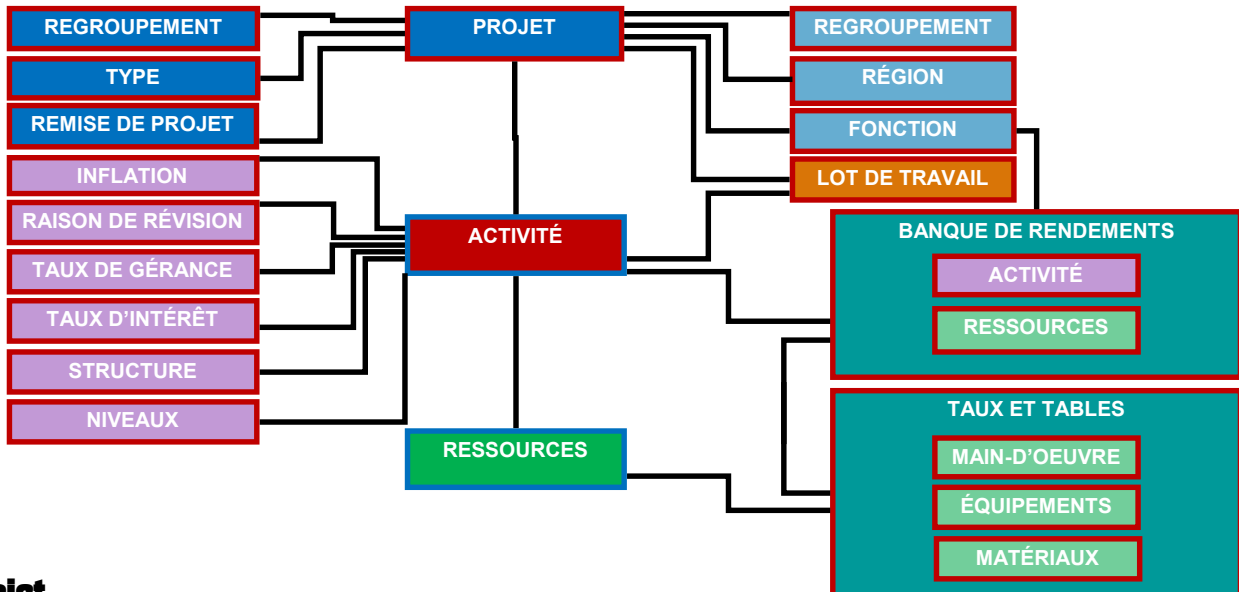 REGROUPEMENT
TYPE
REMISE DE PROJET
INFLATION
RAISON DE RÉVISION
TAUX DE GÉRANCE
TAUX D'INTÉRÊT
STRUCTURE
NIVEAUX
PROJET
ACTIVITÉ
RESSOURCES
REGROUPEMENT
RÉGION
FONCTION
LOT DE TRAVAIL
BANQUE DE RENDEMENTS
ACTIVITÉ
RESSOURCES
TAUX ET TABLES
MAIN-D'OEUVRE
ÉQUIPEMENTS
MATÉRIAUX